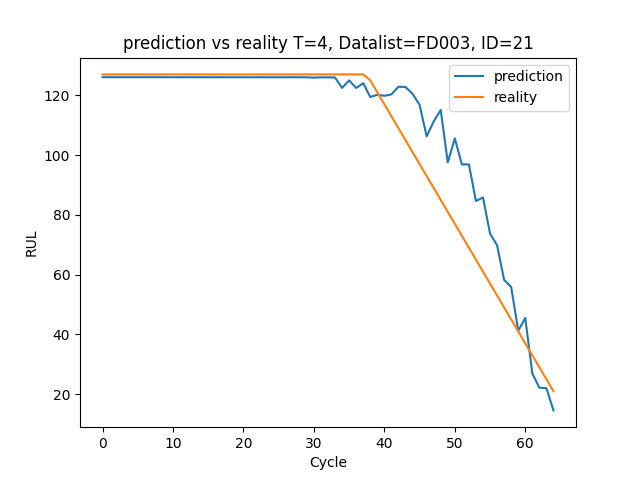 prediction vs reality T=4, Datalist=FD003, ID=21
prediction
reality
RUL
120
100
80
60
40
20
0 10 20 30 40 50 60
Cycle